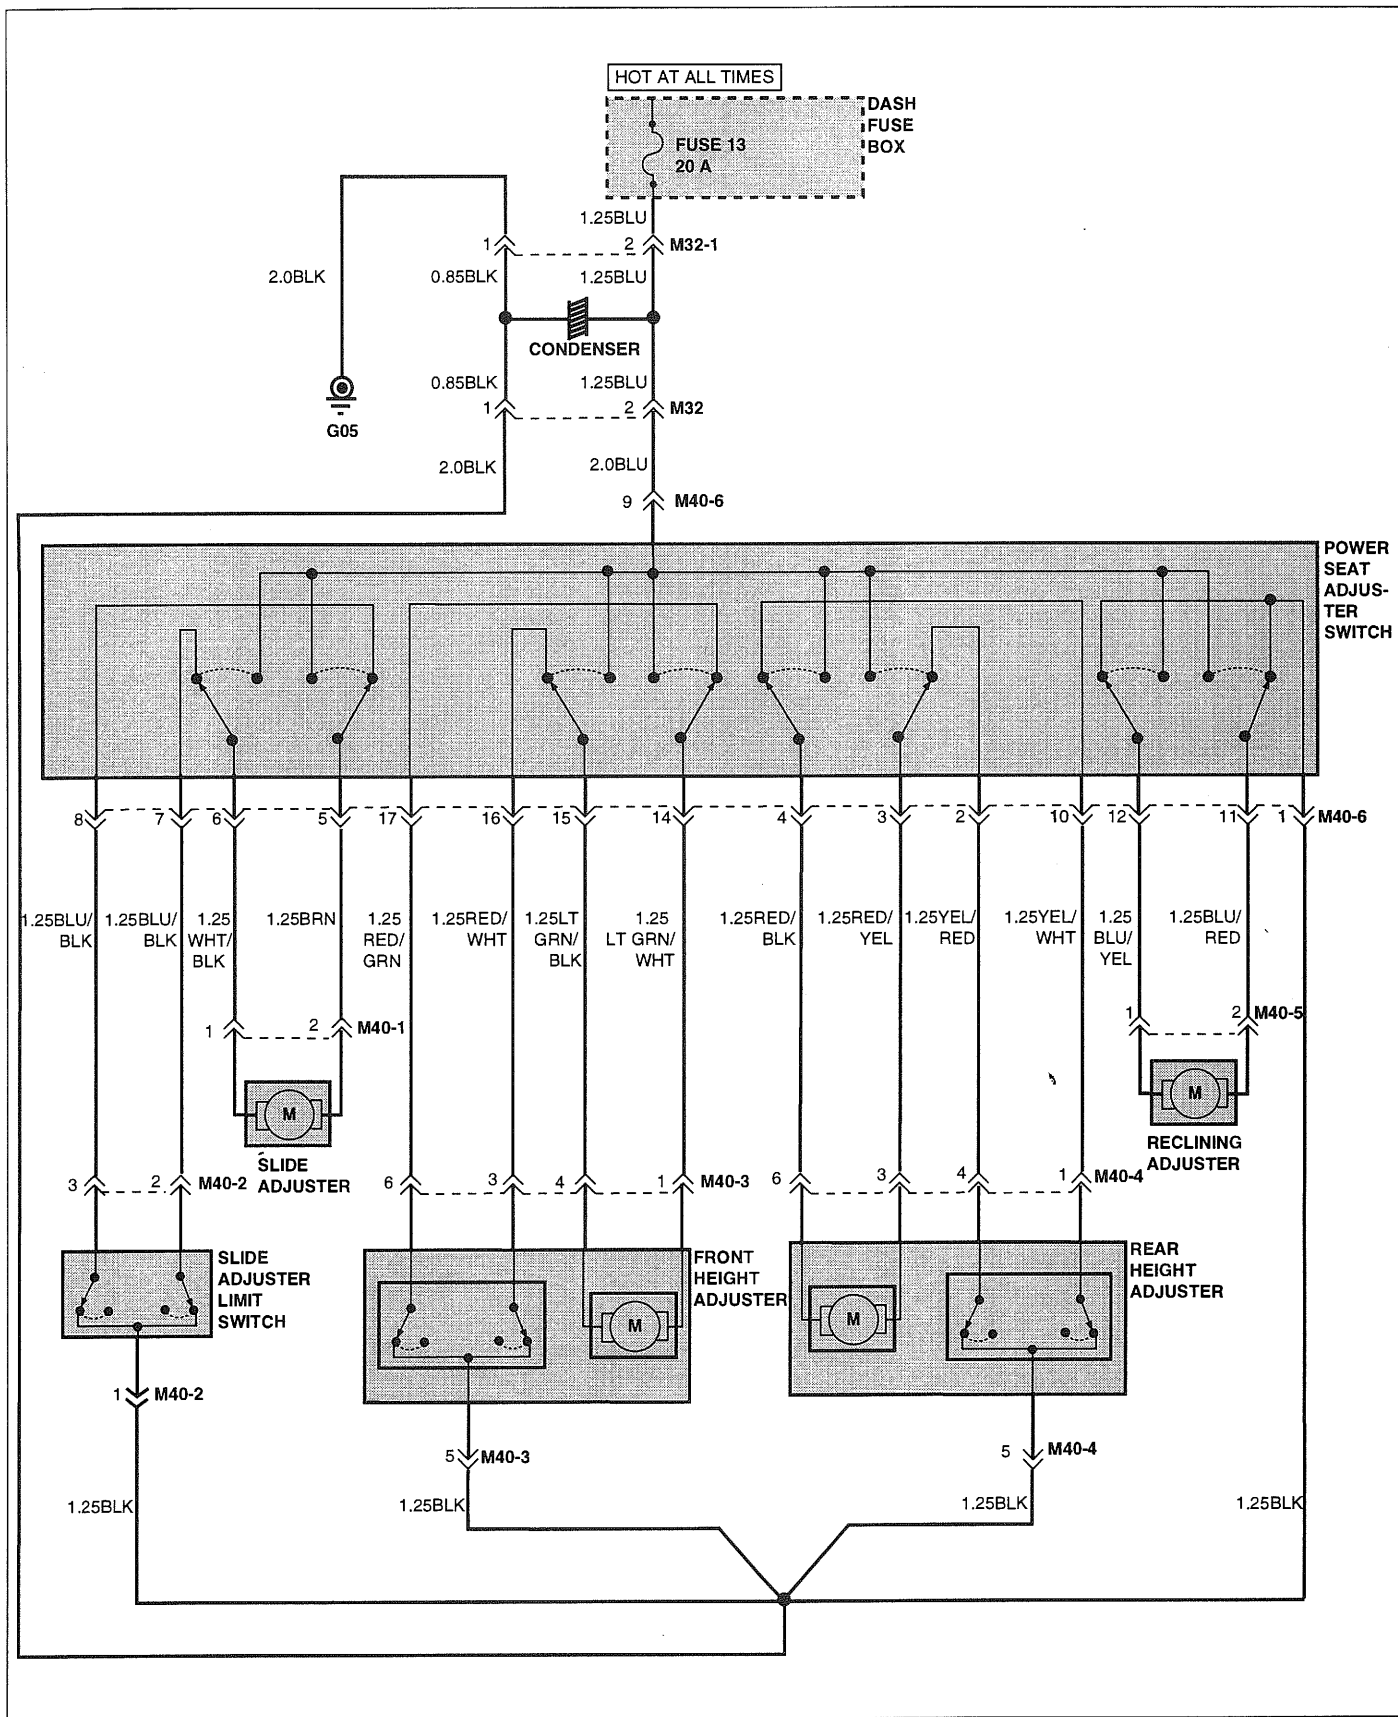 HOT AT ALL TIMES
DASH
FUSE
BOX
FUSE 13
20 A
1.25BLU
1
2
M32-1
2.0BLK
0.85BLK
1.25BLU
CONDENSER
0.85BLK
1.25BLU
1
2
M32
G05
2.0BLK
2.0BLU
9
M40-6
POWER
SEAT
ADJUS-
TER
SWITCH
8
7
6
5
17
16
15
14
4
3
2
10
12
11
1
M40-6
1.25BLU/
BLK
1.25BLU/
BLK
1.25
WHT/
BLK
1.25BRN
1.25
RED/
GRN
1.25RED/
WHT
1.25LT
GRN/
BLK
1.25
LT GRN/
WHT
1.25RED/
BLK
1.25RED/
YEL
1.25YEL/
RED
1.25YEL/
WHT
1.25
BLU/
YEL
1.25BLU/
RED
1
2
M40-1
1
2
M40-5
M
SLIDE
ADJUSTER
M
RECLINING
ADJUSTER
3
2
M40-2
6
3
4
1
M40-3
6
3
4
1
M40-4
SLIDE
ADJUSTER
LIMIT
SWITCH
M
FRONT
HEIGHT
ADJUSTER
M
REAR
HEIGHT
ADJUSTER
1
M40-2
5
M40-3
5
M40-4
1.25BLK
1.25BLK
1.25BLK
1.25BLK